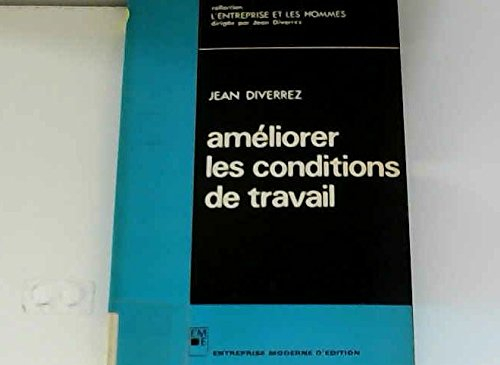 collection
L'ENTREPRISE ET LES HOMMES
dirigée par Jean Diverrez
JEAN DIVERREZ
améliorer
les conditions
de travail
EME
ENTREPRISE MODERNE D'ÉDITION